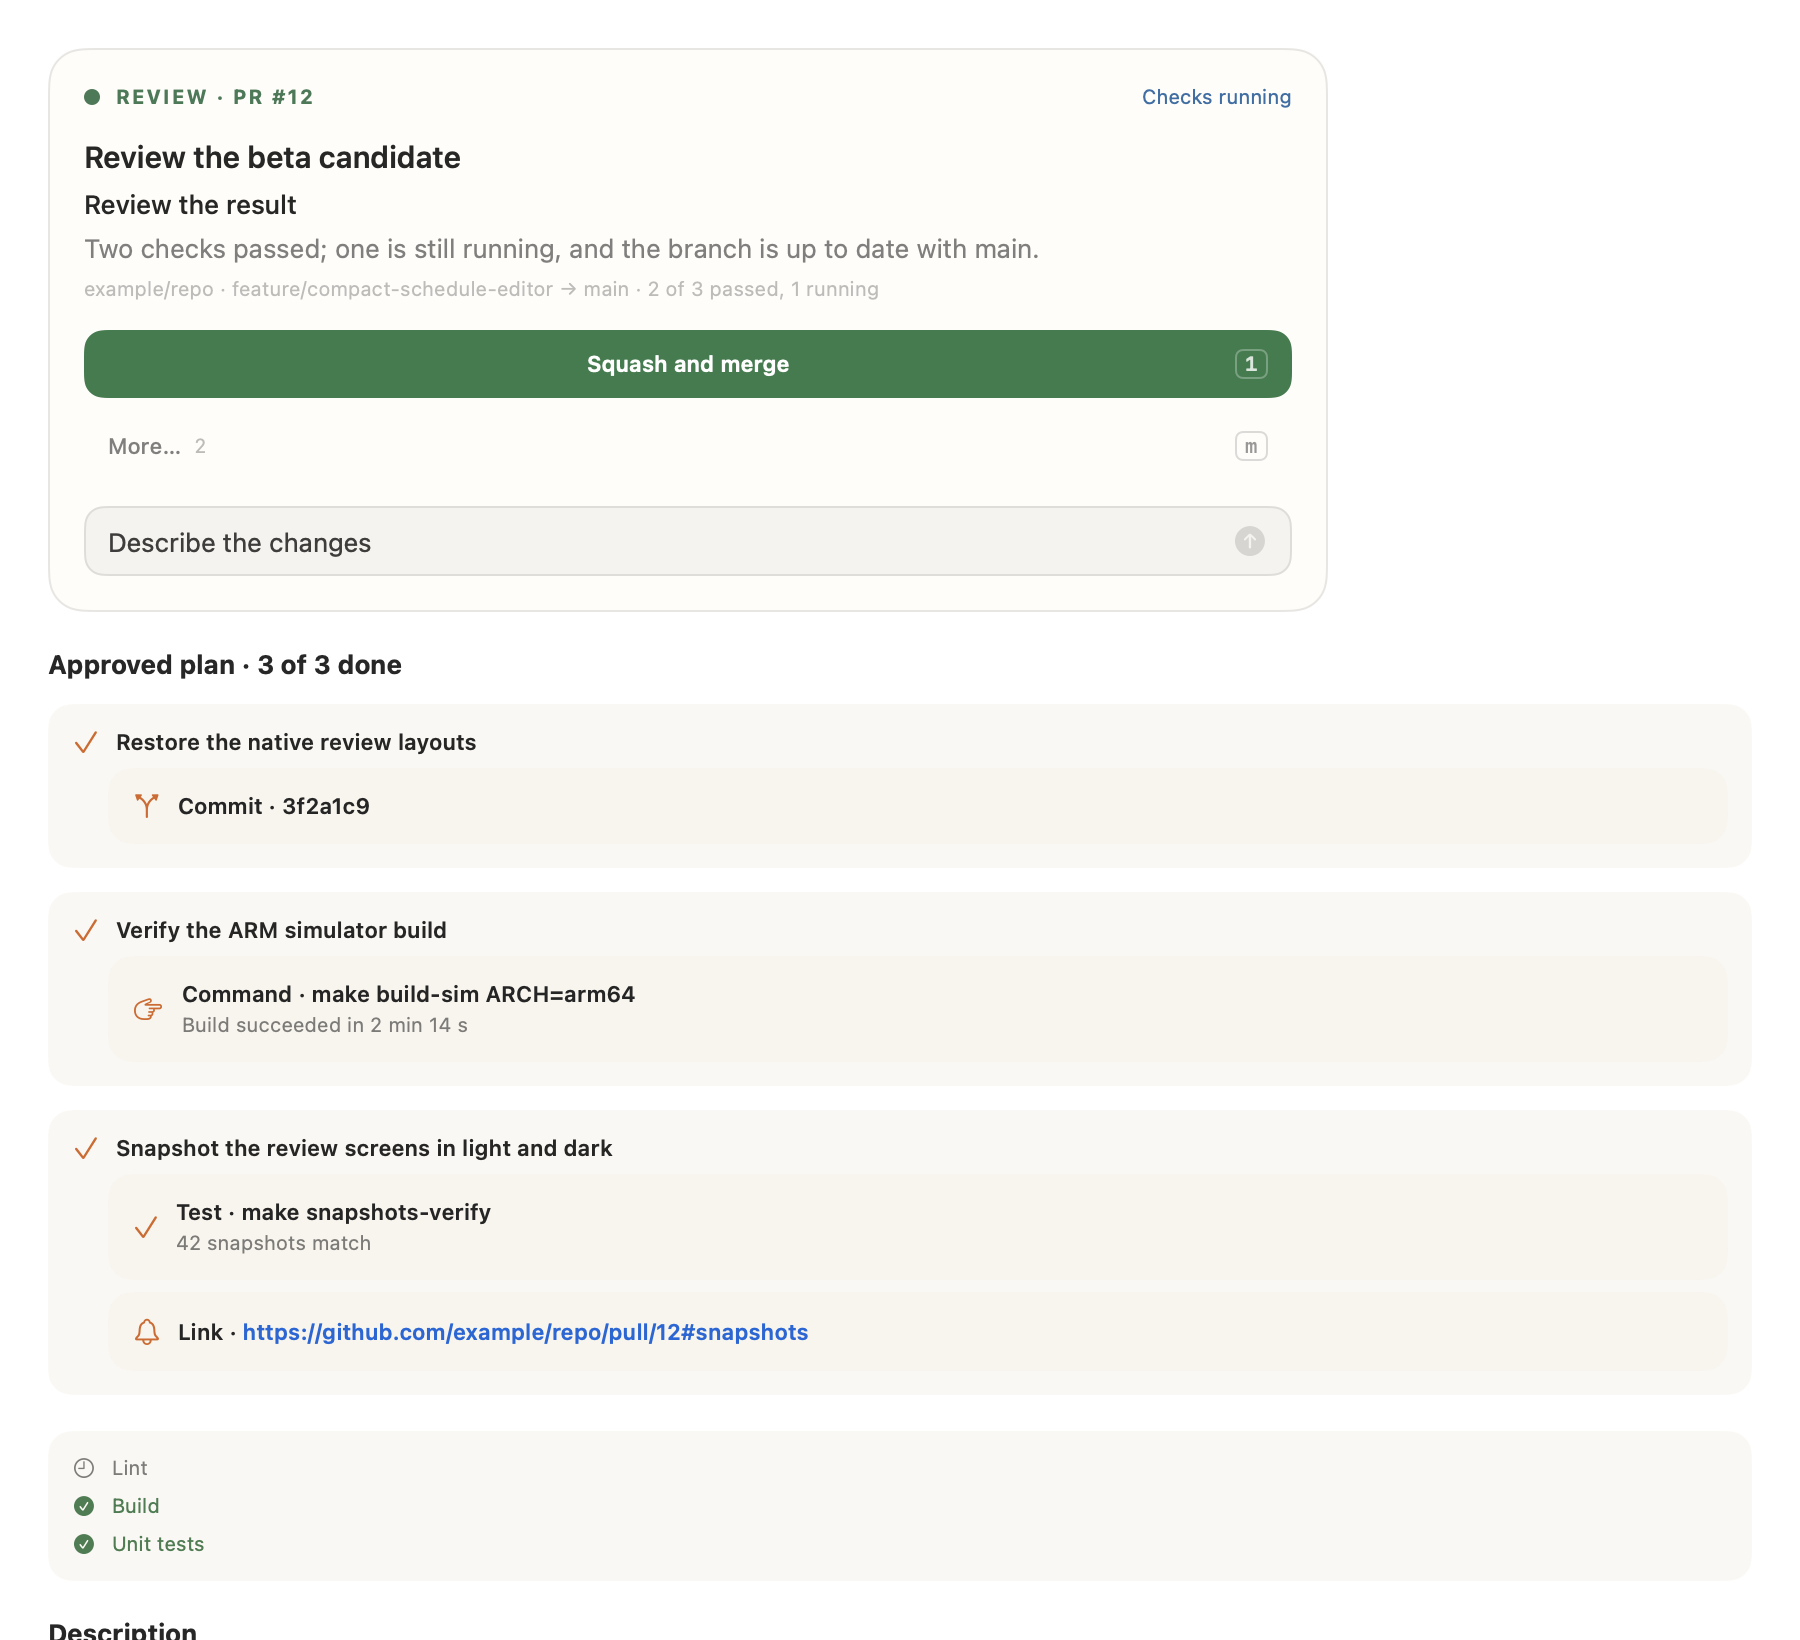 REVIEW · PR #12
Checks running
Review the beta candidate
Review the result
Two checks passed; one is still running, and the branch is up to date with main.
example/repo · feature/compact-schedule-editor → main · 2 of 3 passed, 1 running
Squash and merge 1
More... 2 m
Describe the changes
Approved plan · 3 of 3 done
Restore the native review layouts
Commit · 3f2a1c9
Verify the ARM simulator build
Command · make build-sim ARCH=arm64
Build succeeded in 2 min 14 s
Snapshot the review screens in light and dark
Test · make snapshots-verify
42 snapshots match
Link · https://github.com/example/repo/pull/12#snapshots
Lint
Build
Unit tests
Description